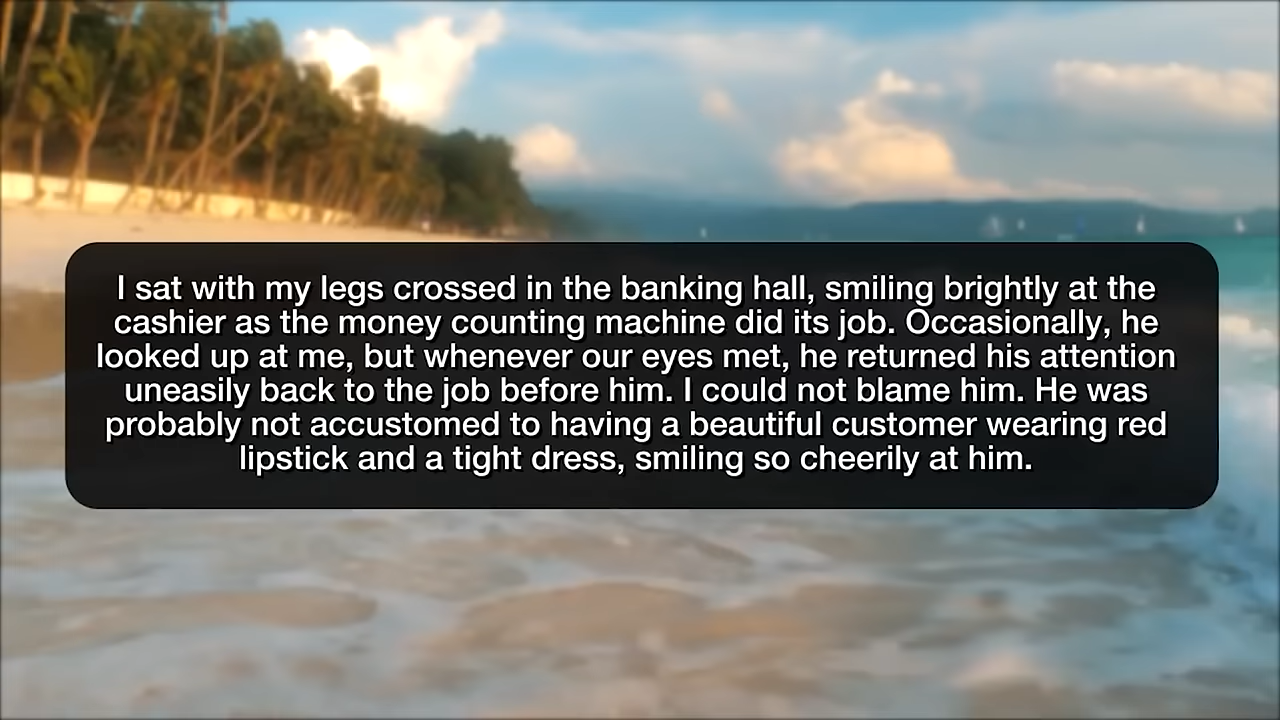 I sat with my legs crossed in the banking hall, smiling brightly at the
cashier as the money counting machine did its job. Occasionally, he
looked up at me, but whenever our eyes met, he returned his attention
uneasily back to the job before him. I could not blame him. He was
probably not accustomed to having a beautiful customer wearing red
lipstick and a tight dress, smiling so cheerily at him.